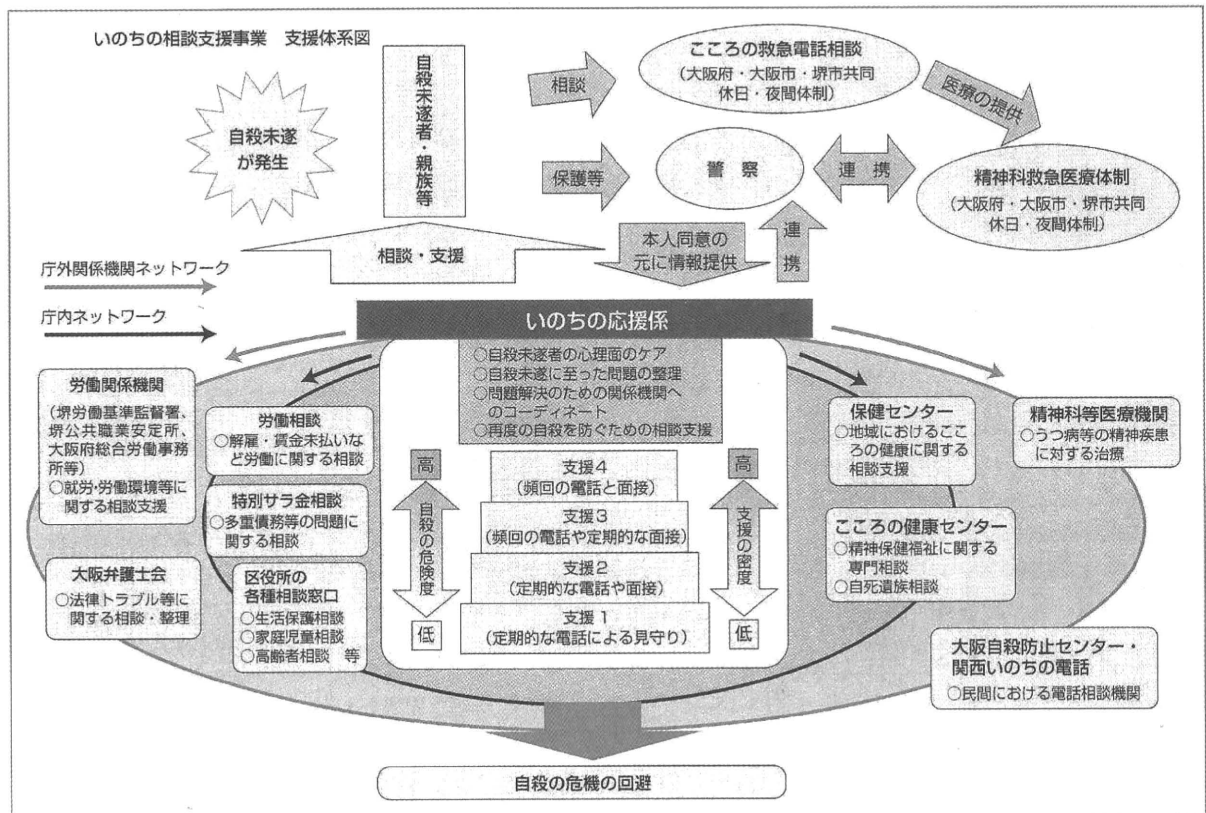 いのちの相談支援事業　支援体系図
自殺未遂
が発生
自殺未遂者・親族等
相談
こころの救急電話相談
（大阪府・大阪市・堺市共同
休日・夜間体制）
医療の提供
保護等
警　察
連　携
精神科救急医療体制
（大阪府・大阪市・堺市共同
休日・夜間体制）
相談・支援
本人同意の
元に情報提供
連携
庁外関係機関ネットワーク
庁内ネットワーク
いのちの応援係
○自殺未遂者の心理面のケア
○自殺未遂に至った問題の整理
○問題解決のための関係機関へ
のコーディネート
○再度の自殺を防ぐための相談支援
労働関係機関
（堺労働基準監督署、
堺公共職業安定所、
大阪府総合労働事務
所等）
○就労・労働環境等に
関する相談支援
大阪弁護士会
○法律トラブル等に
関する相談・整理
労働相談
○解雇・賃金未払いな
ど労働に関する相談
特別サラ金相談
○多重債務等の問題に
関する相談
区役所の
各種相談窓口
○生活保護相談
○家庭児童相談
○高齢者相談　等
高
自殺の危険度
低
支援４
（頻回の電話と面接）
支援３
（頻回の電話や定期的な面接）
支援２
（定期的な電話や面接）
支援１
（定期的な電話による見守り）
高
支援の密度
低
保健センター
○地域におけるここ
ろの健康に関する
相談支援
こころの健康センター
○精神保健福祉に関する
専門相談
○自死遺族相談
精神科等医療機関
○うつ病等の精神疾患
に対する治療
大阪自殺防止センター・
関西いのちの電話
○民間における電話相談機関
自殺の危機の回避